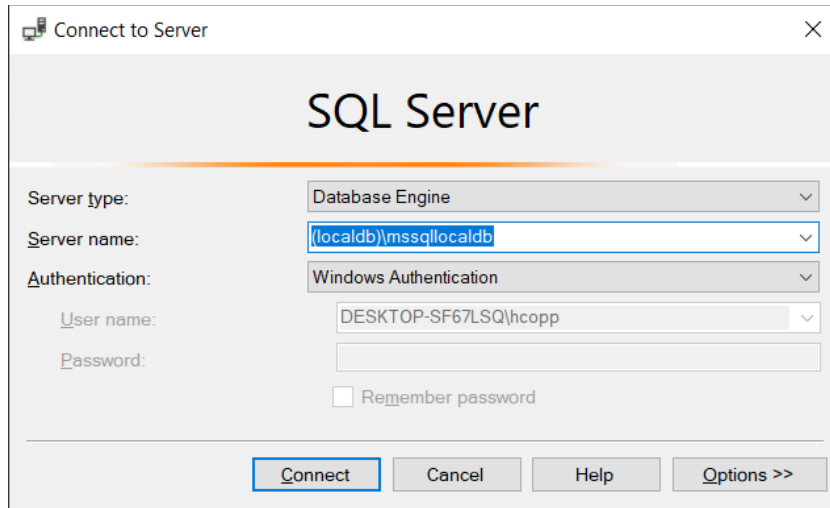 Connect to Server
SQL Server
Server type: Database Engine
Server name: (localdb)\mssqllocaldb
Authentication: Windows Authentication
User name: DESKTOP-SF67LSQ\hcopp
Password:
Remember password
Connect Cancel Help Options >>